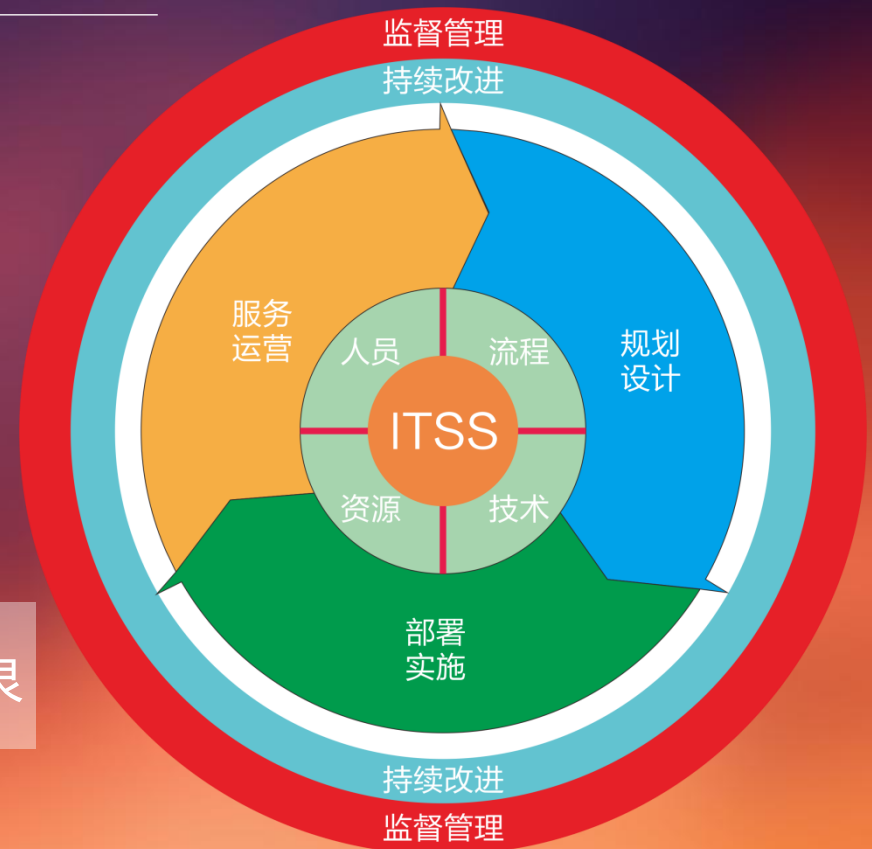 监督管理
持续改进
服务
运营
规划
设计
人员
流程
ITSS
资源
技术
部署
实施
持续改进
监督管理